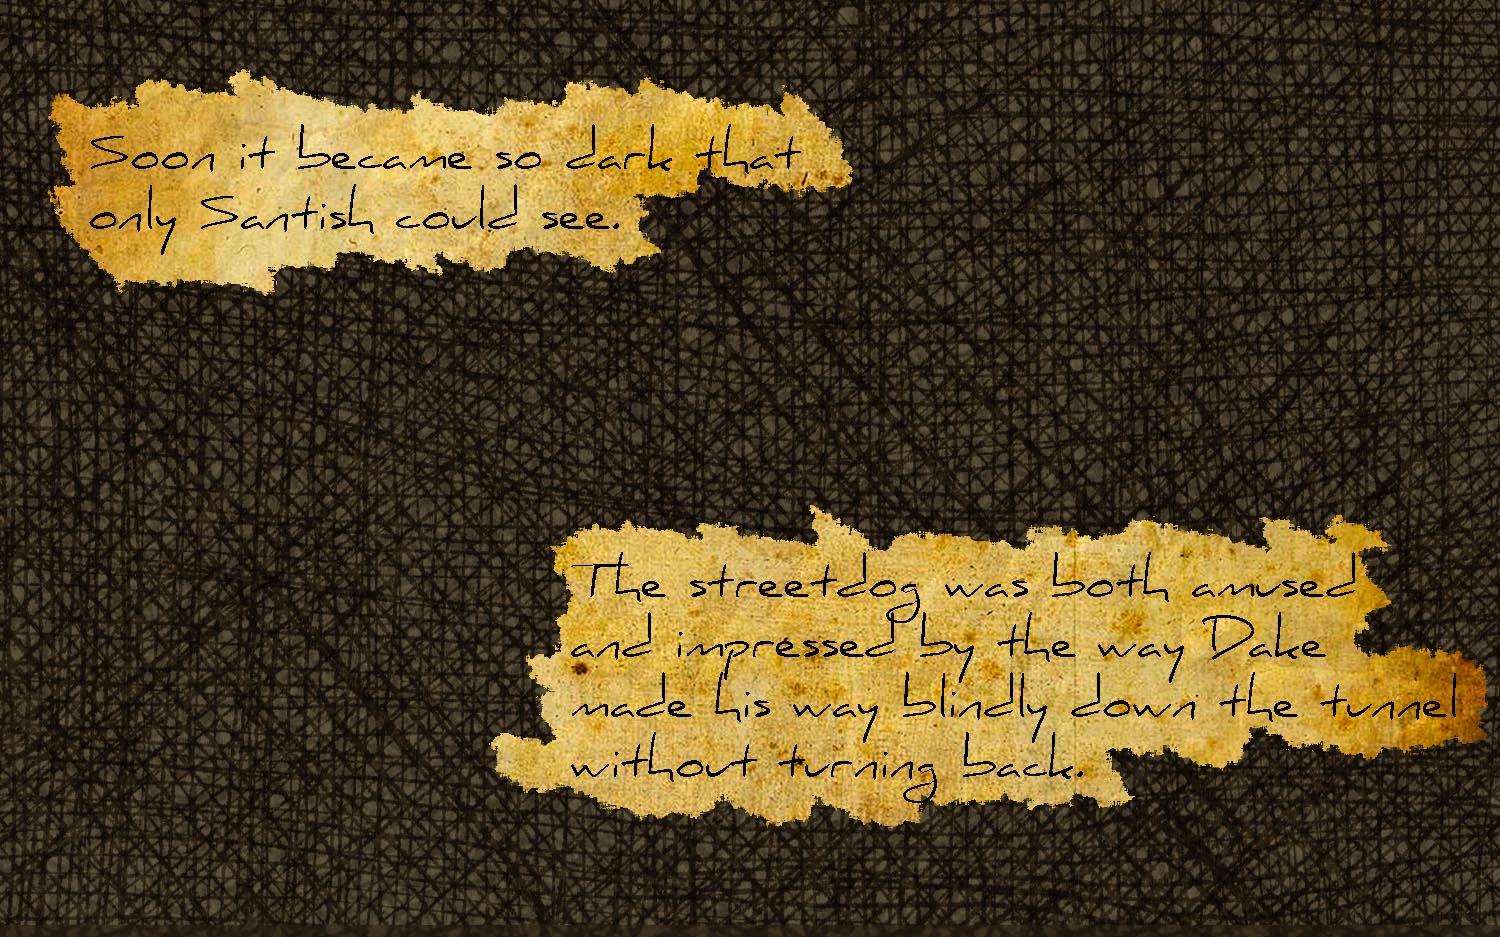 Soon it became so dark that
only Santish could see.
The streetdog was both amused
and impressed by the way Dake
made his way blindly down the tunnel
without turning back.